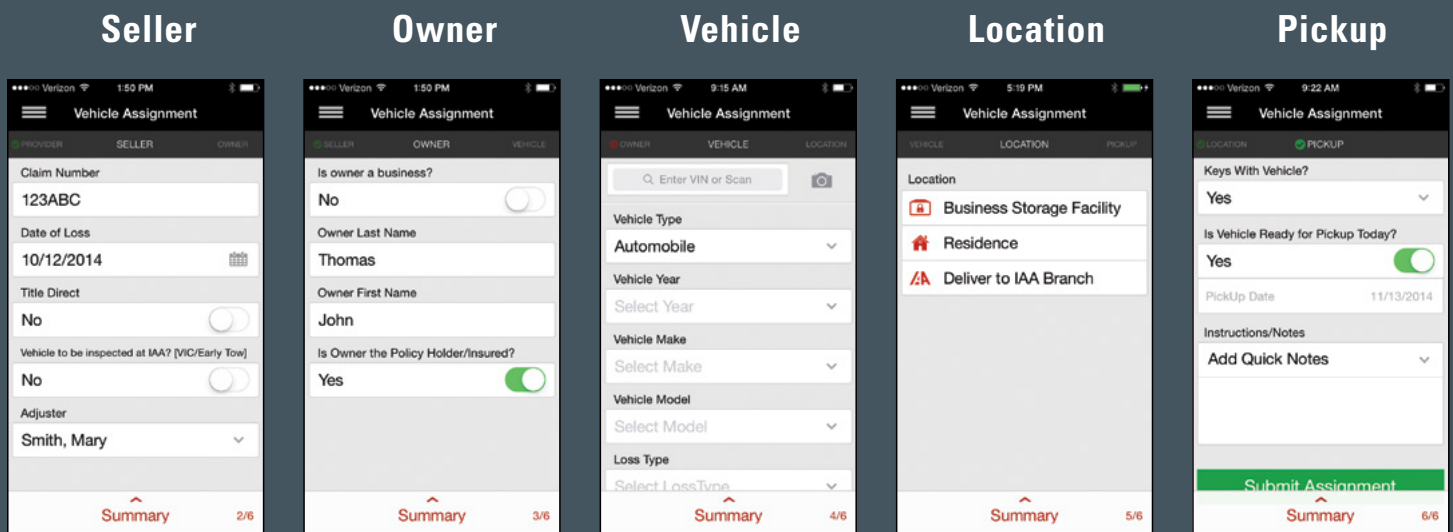 Seller
Verizon 1:50 PM
Vehicle Assignment
PROVIDER SELLER OWNER
Claim Number
123ABC
Date of Loss
10/12/2014
Title Direct
No
Vehicle to be inspected at IAA? [VIC/Early Tow]
No
Adjuster
Smith, Mary
Summary 2/6
Owner
Verizon 1:50 PM
Vehicle Assignment
SELLER OWNER VEHICLE
Is owner a business?
No
Owner Last Name
Thomas
Owner First Name
John
Is Owner the Policy Holder/Insured?
Yes
Summary 3/6
Vehicle
Verizon 9:15 AM
Vehicle Assignment
OWNER VEHICLE LOCATION
Enter VIN or Scan
Vehicle Type
Automobile
Vehicle Year
Select Year
Vehicle Make
Select Make
Vehicle Model
Select Model
Loss Type
Select LossType
Summary 4/6
Location
Verizon 5:19 PM
Vehicle Assignment
VEHICLE LOCATION PICKUP
Location
Business Storage Facility
Residence
Deliver to IAA Branch
Summary 5/6
Pickup
Verizon 9:22 AM
Vehicle Assignment
LOCATION PICKUP
Keys With Vehicle?
Yes
Is Vehicle Ready for Pickup Today?
Yes
PickUp Date 11/13/2014
Instructions/Notes
Add Quick Notes
Submit Assignment
Summary 6/6